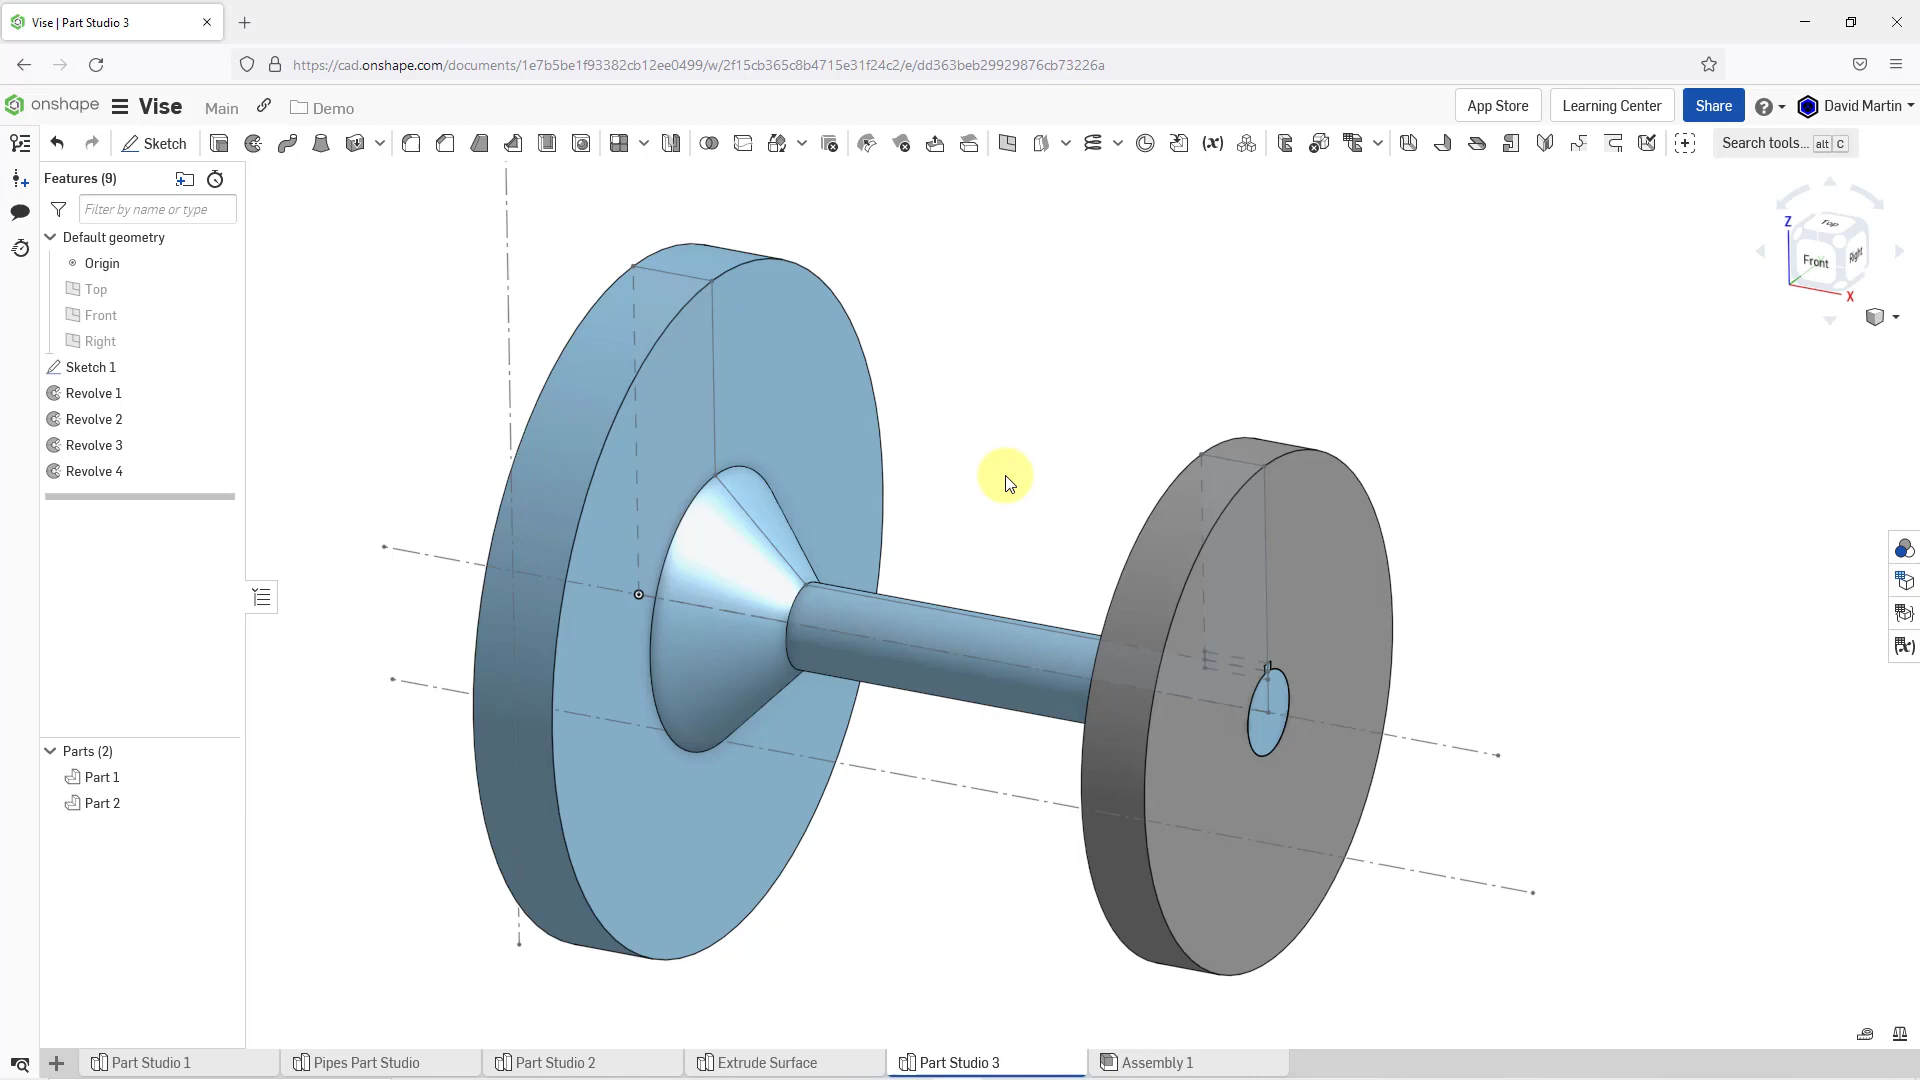 Vise | Part Studio 3
https://cad.onshape.com/documents/1e7b5be1f93382cb12ee0499/w/2f15cb365c8b4715e31f24c2/e/dd363beb29929876cb73226a
onshape Vise Main Demo App Store Learning Center Share David Martin
Sketch Search tools... alt C
Features (9)
Filter by name or type
Default geometry
Origin
Top
Front
Right
Sketch 1
Revolve 1
Revolve 2
Revolve 3
Revolve 4
Z
Top
Front
Right
X
Parts (2)
Part 1
Part 2
Part Studio 1 Pipes Part Studio Part Studio 2 Extrude Surface Part Studio 3 Assembly 1